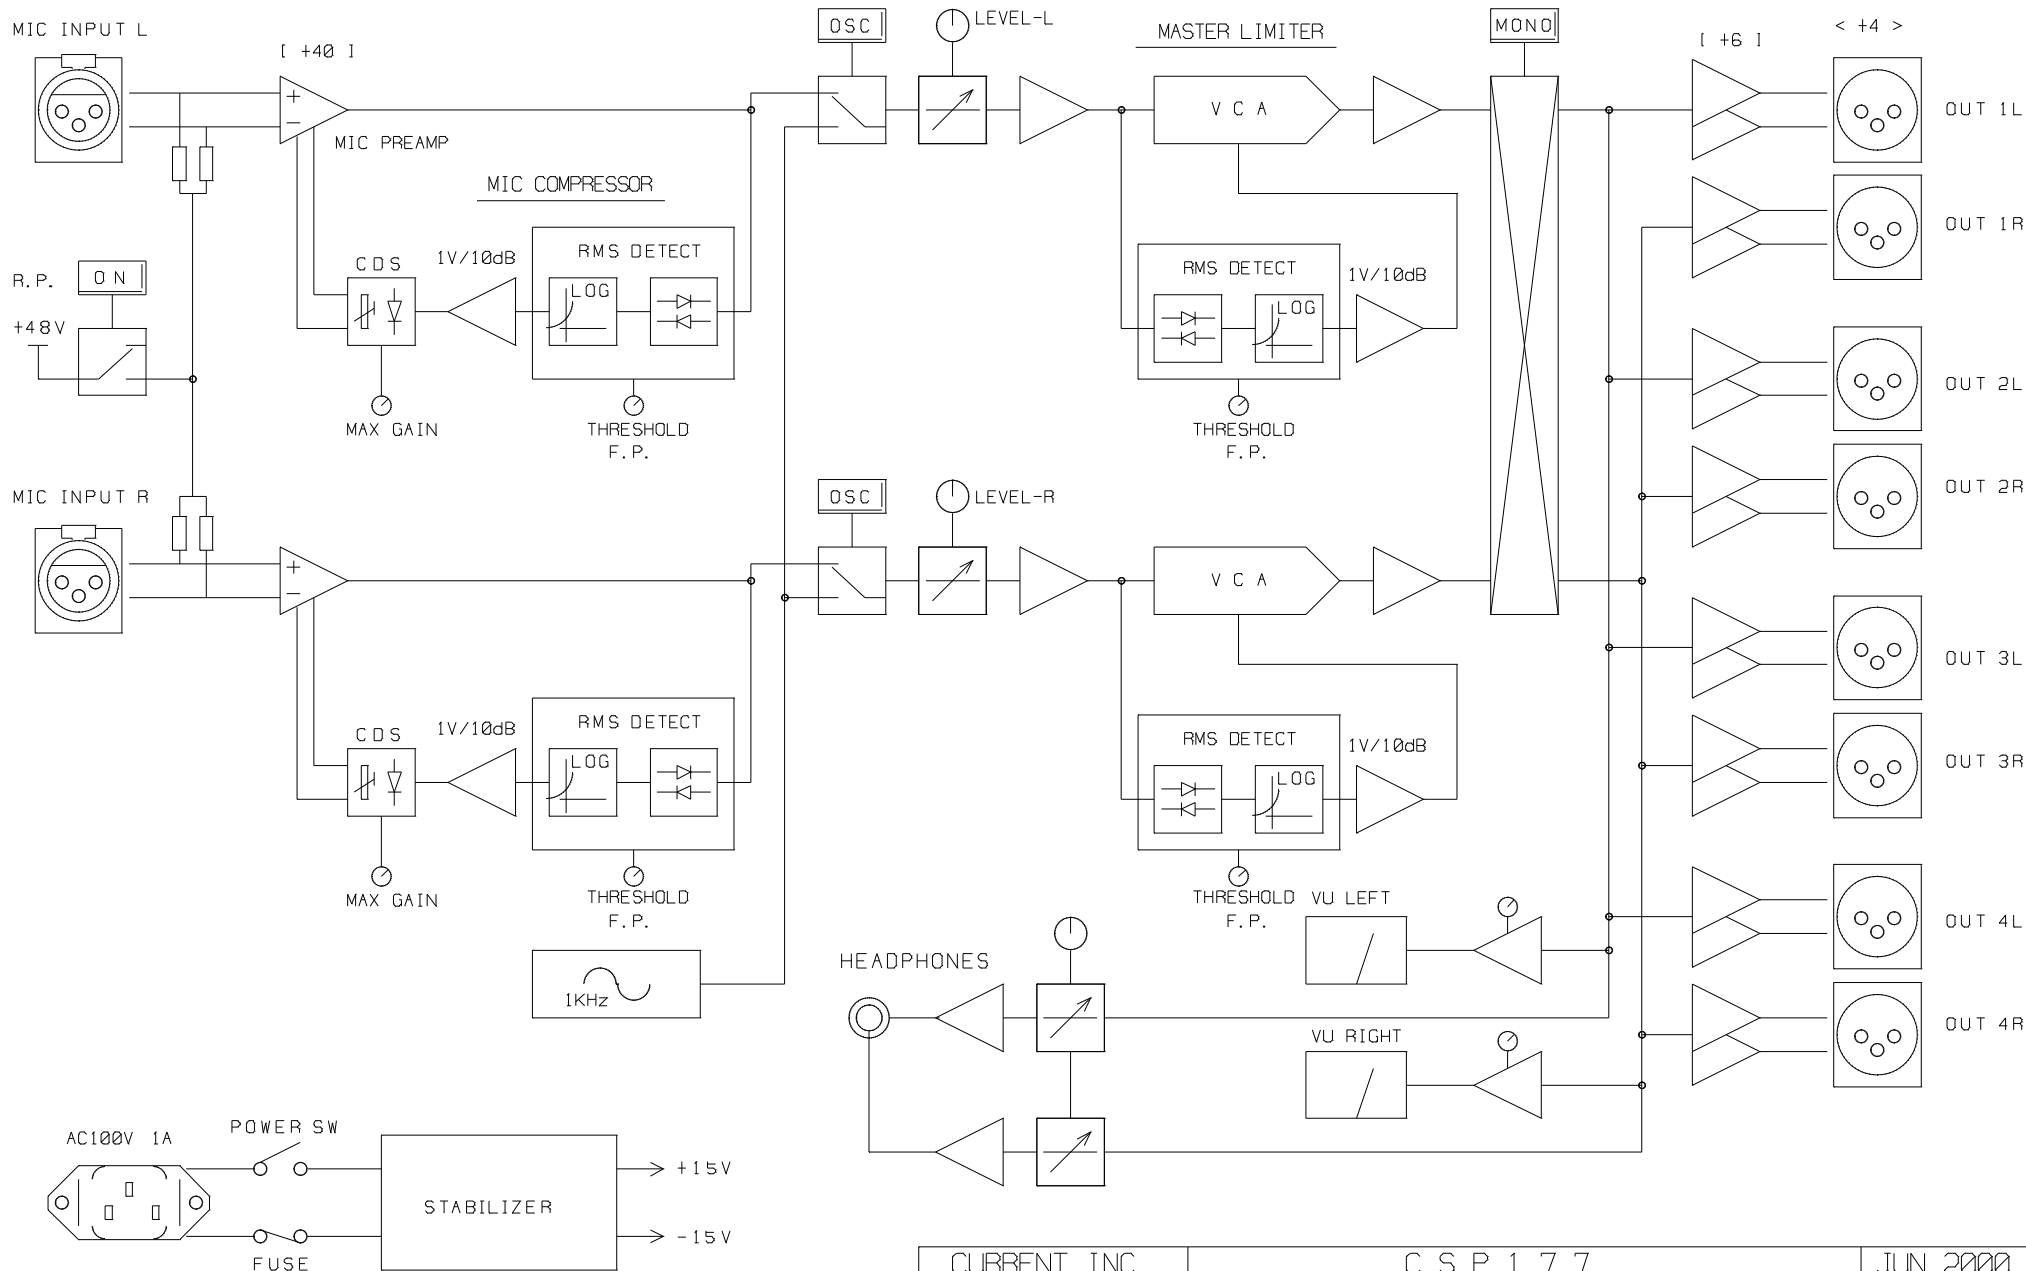 MIC INPUT L
[ +40 ]
OSC
LEVEL-L
MASTER LIMITER
MONO
[ +6 ]
< +4 >
OUT 1L
VCA
MIC PREAMP
MIC COMPRESSOR
OUT 1R
R.P.
ON
+48V
CDS
1V/10dB
RMS DETECT
LOG
RMS DETECT
LOG
1V/10dB
MAX GAIN
THRESHOLD
F.P.
THRESHOLD
F.P.
OUT 2L
OUT 2R
MIC INPUT R
OSC
LEVEL-R
VCA
OUT 3L
CDS
1V/10dB
RMS DETECT
LOG
RMS DETECT
LOG
1V/10dB
OUT 3R
MAX GAIN
THRESHOLD
F.P.
THRESHOLD
F.P.
VU LEFT
OUT 4L
1KHz
HEADPHONES
VU RIGHT
OUT 4R
AC100V 1A
POWER SW
FUSE
STABILIZER
+15V
-15V
CURRENT INC
CSP177
JUN 2000